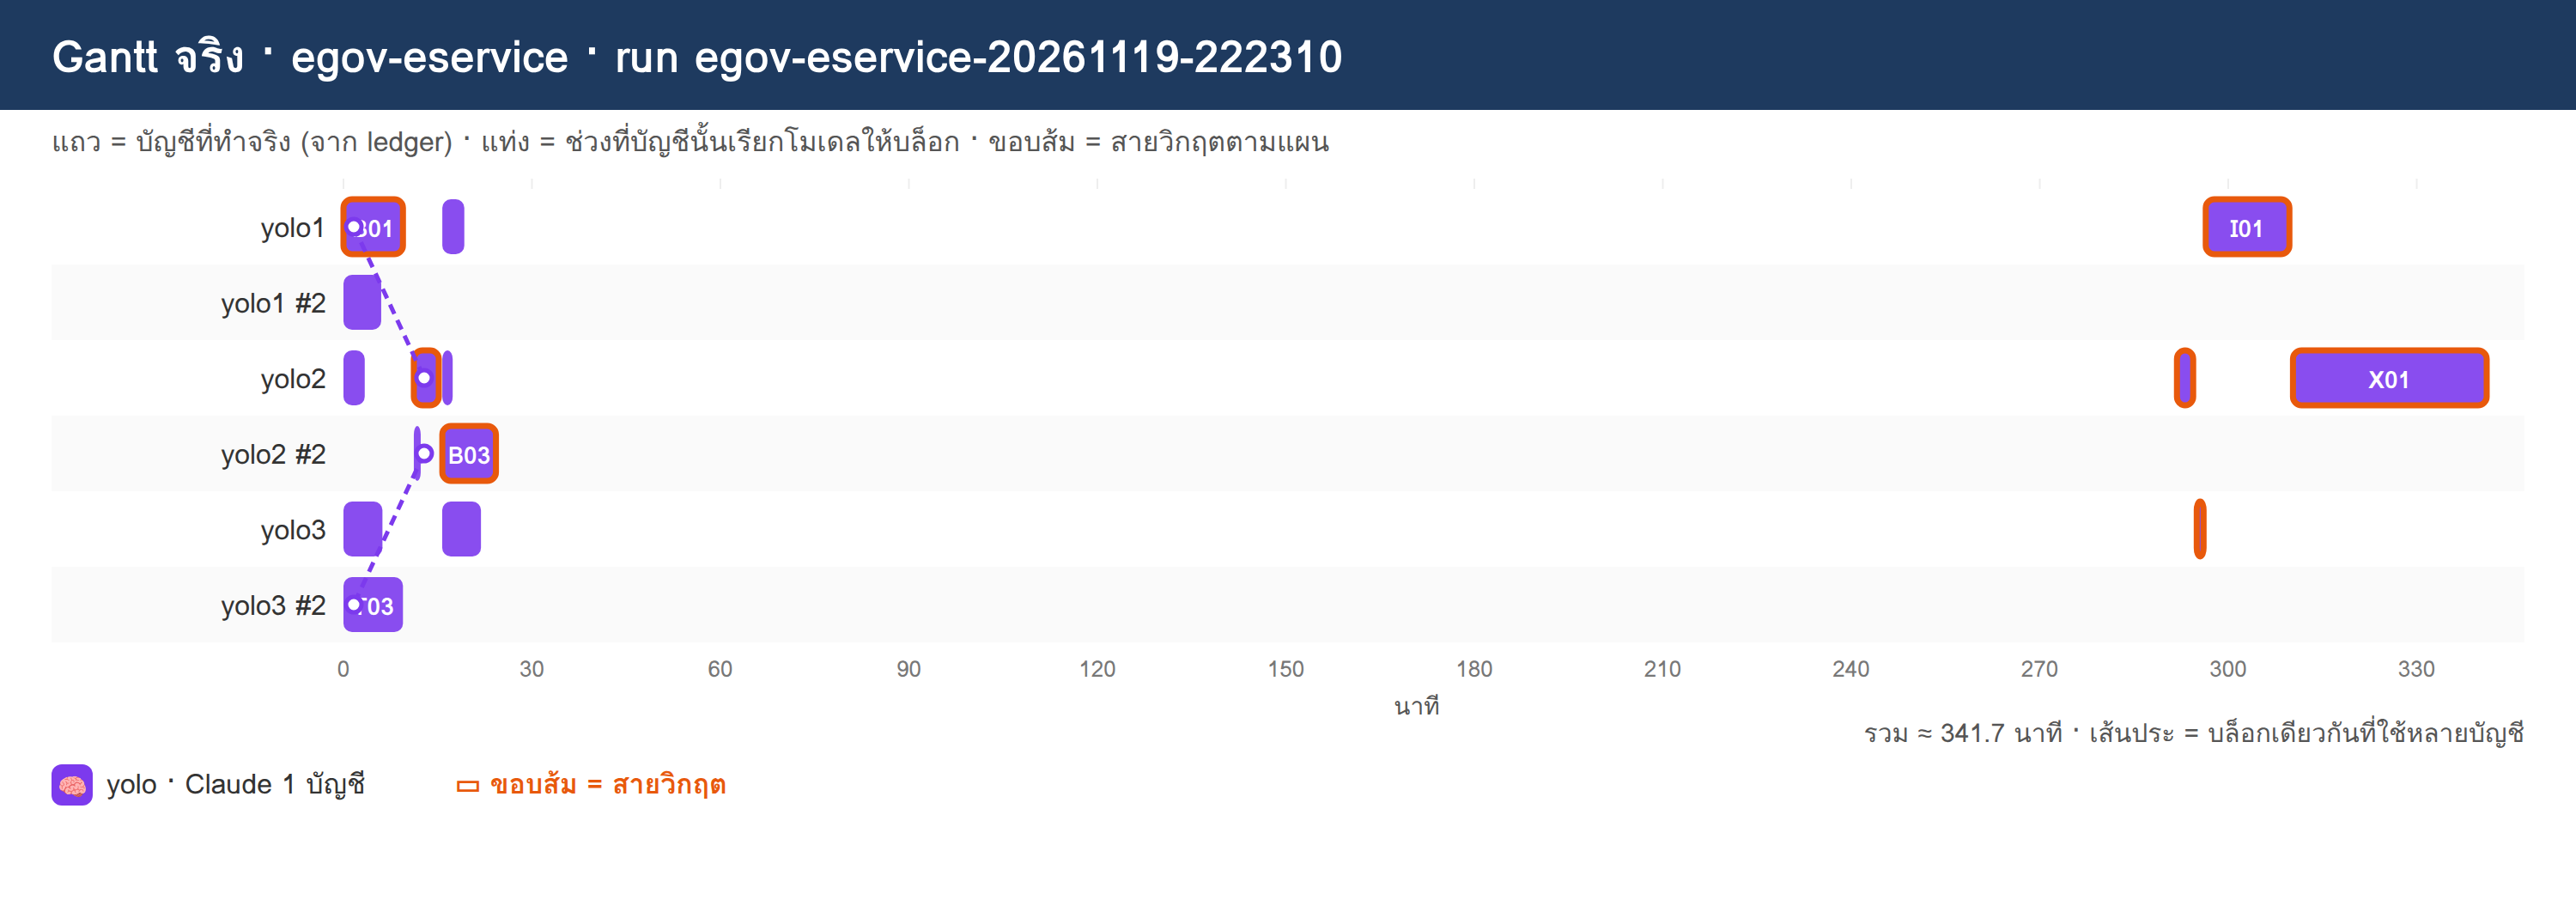 Gantt จริง · egov-eservice · run egov-eservice-20261119-222310
แถว = บัญชีที่ทำจริง (จาก ledger) · แท่ง = ช่วงที่บัญชีนั้นเรียกโมเดลให้บล็อก · ขอบส้ม = สายวิกฤตตามแผน
yolo1 I01
yolo1 #2
yolo2 X01
yolo2 #2 B03
yolo3
yolo3 #2
0 30 60 90 120 150 180 210 240 270 300 330
นาที
รวม ≈ 341.7 นาที · เส้นประ = บล็อกเดียวกันที่ใช้หลายบัญชี
yolo · Claude 1 บัญชี ▭ ขอบส้ม = สายวิกฤต